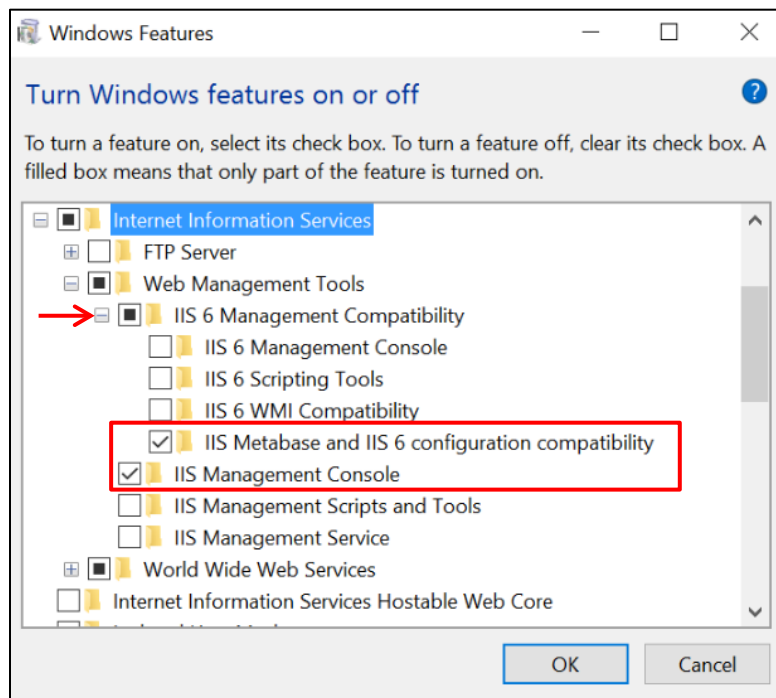 Windows Features
Turn Windows features on or off
?
To turn a feature on, select its check box. To turn a feature off, clear its check box. A
filled box means that only part of the feature is turned on.
Internet Information Services
FTP Server
Web Management Tools
IIS 6 Management Compatibility
IIS 6 Management Console
IIS 6 Scripting Tools
IIS 6 WMI Compatibility
IIS Metabase and IIS 6 configuration compatibility
IIS Management Console
IIS Management Scripts and Tools
IIS Management Service
World Wide Web Services
Internet Information Services Hostable Web Core
OK Cancel